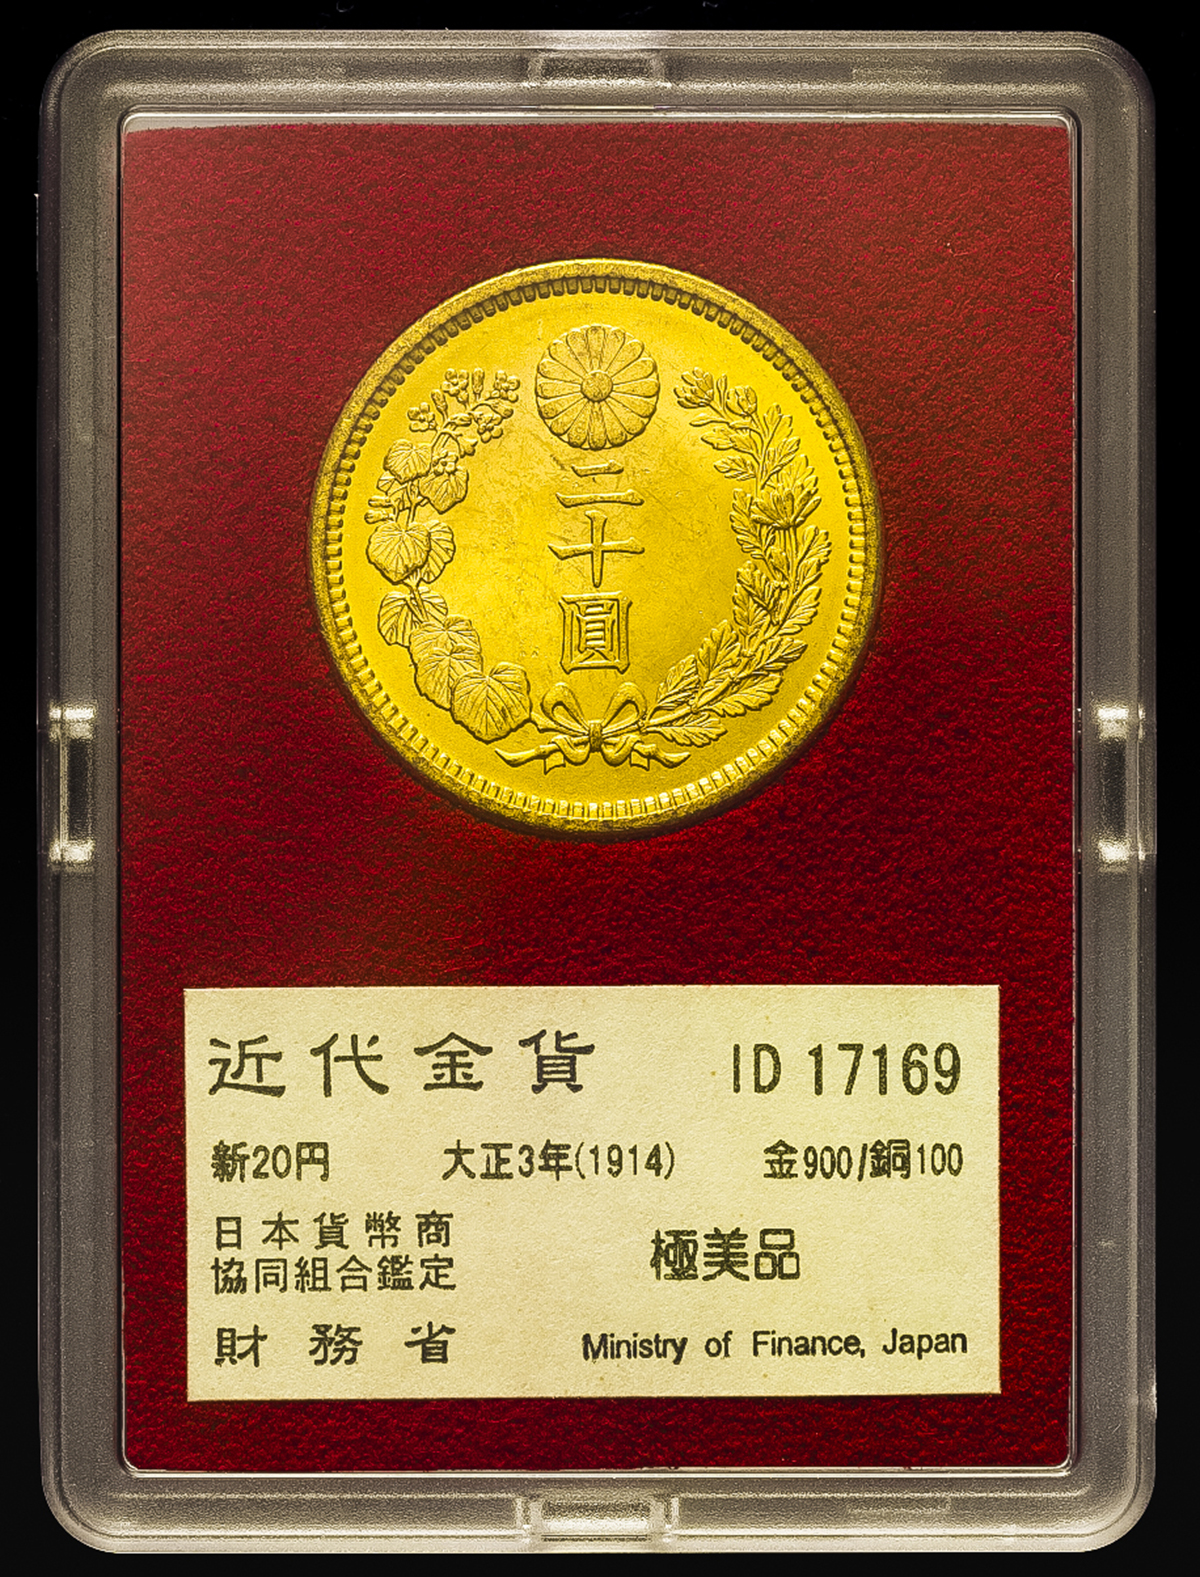 二十圓
近代金貨 ID 17169
新20円 大正3年(1914) 金900/銅100
日本貨幣商
協同組合鑑定
極美品
財務省 Ministry of Finance, Japan